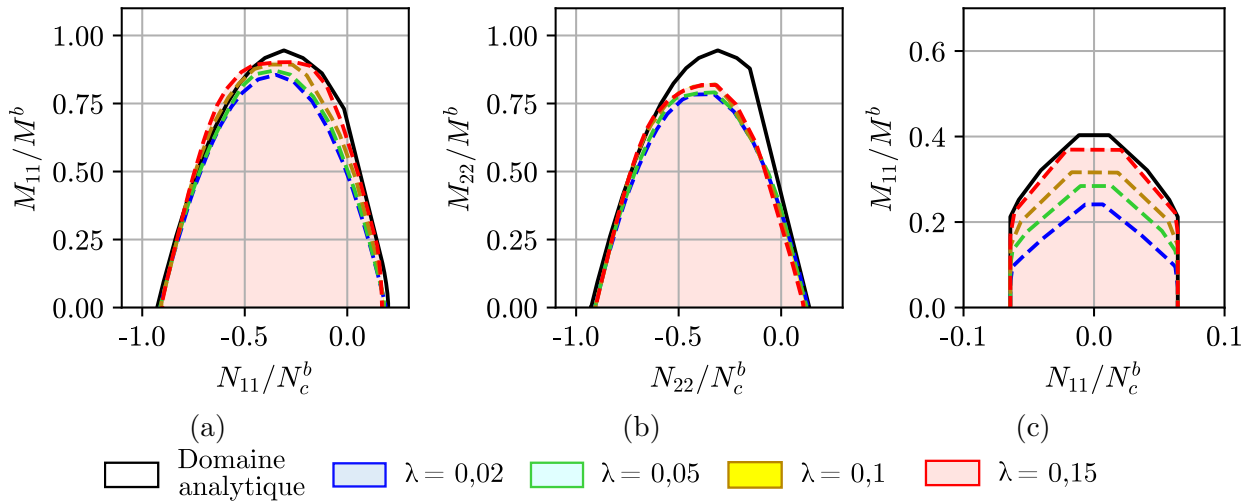 1.00
0.75
0.50
0.25
0.00
M₁₁/Mᵇ
-1.0
-0.5
0.0
N₁₁/N_c^b
(a)
1.00
0.75
0.50
0.25
0.00
M₂₂/Mᵇ
-1.0
-0.5
0.0
N₂₂/N_c^b
(b)
0.6
0.4
0.2
0.0
M₁₁/Mᵇ
-0.1
0.0
0.1
N₁₁/N_c^b
(c)
Domaine
analytique
λ = 0,02
λ = 0,05
λ = 0,1
λ = 0,15